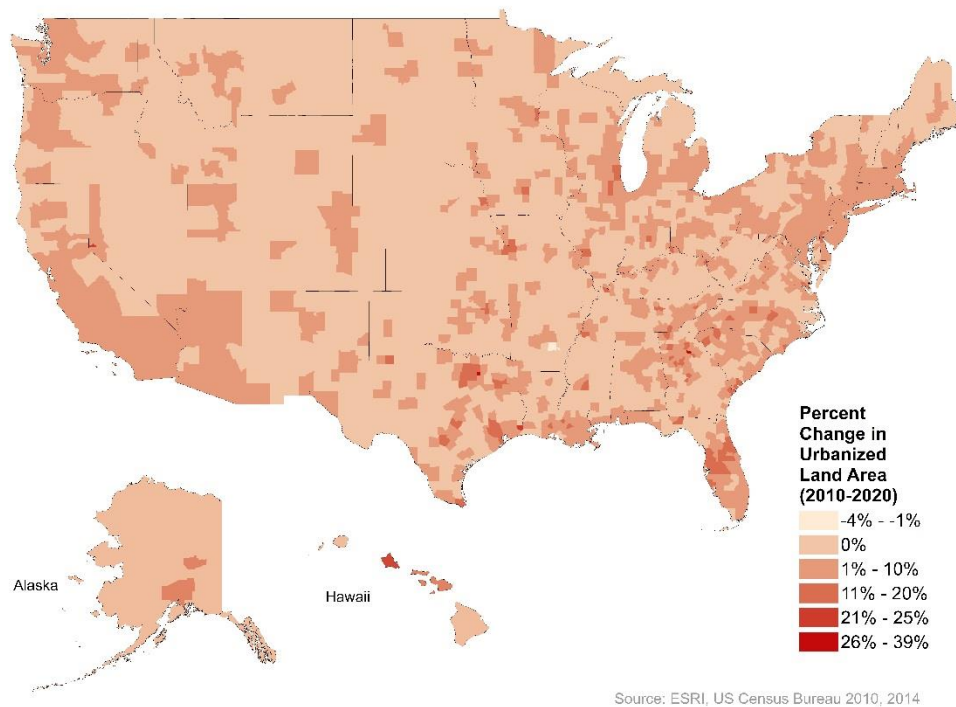 Percent
Change in
Urbanized
Land Area
(2010-2020)
-4% - -1%
0%
1% - 10%
11% - 20%
21% - 25%
26% - 39%
Alaska
Hawaii
Source: ESRI, US Census Bureau 2010, 2014